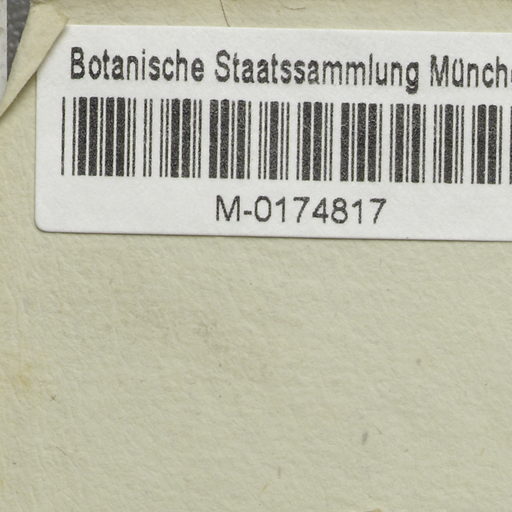 Botanische Staatssammlung Münch
M-0174817